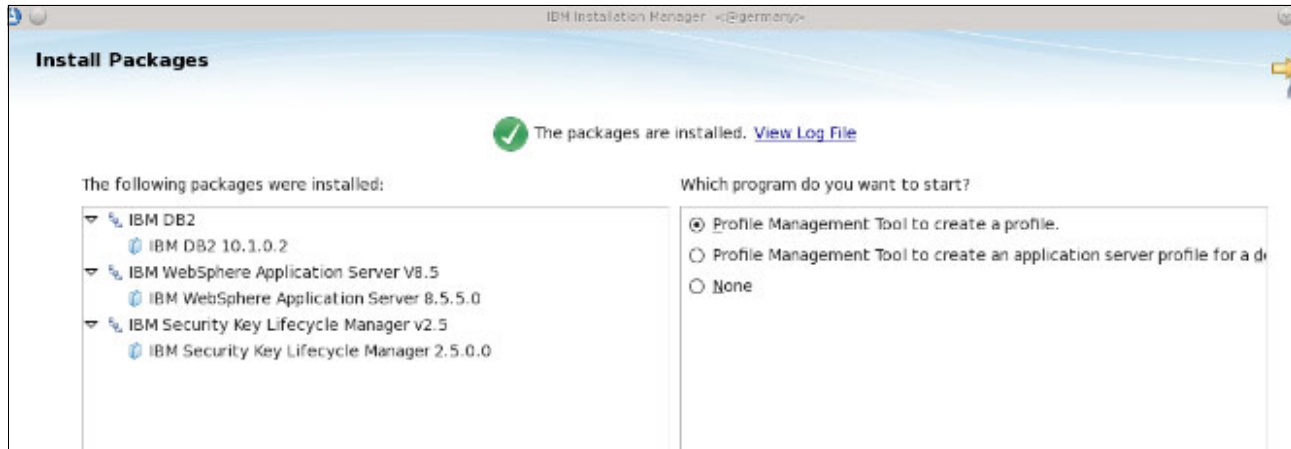 IBM Installation Manager <@germany>
Install Packages
The packages are installed. View Log File
The following packages were installed:
IBM DB2
IBM DB2 10.1.0.2
IBM WebSphere Application Server V8.5
IBM WebSphere Application Server 8.5.5.0
IBM Security Key Lifecycle Manager v2.5
IBM Security Key Lifecycle Manager 2.5.0.0
Which program do you want to start?
Profile Management Tool to create a profile.
Profile Management Tool to create an application server profile for a
None